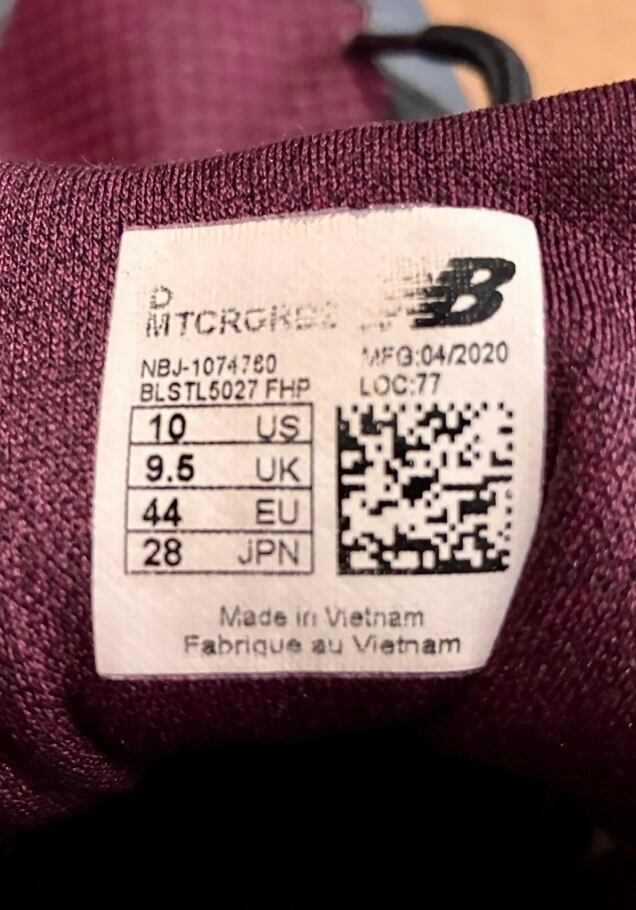 D
MTCRGRB2
NB
NBJ-1074760 MFG:04/2020
BLSTL5027 FHP LOC:77
10 US
9.5 UK
44 EU
28 JPN
Made in Vietnam
Fabrique au Vietnam